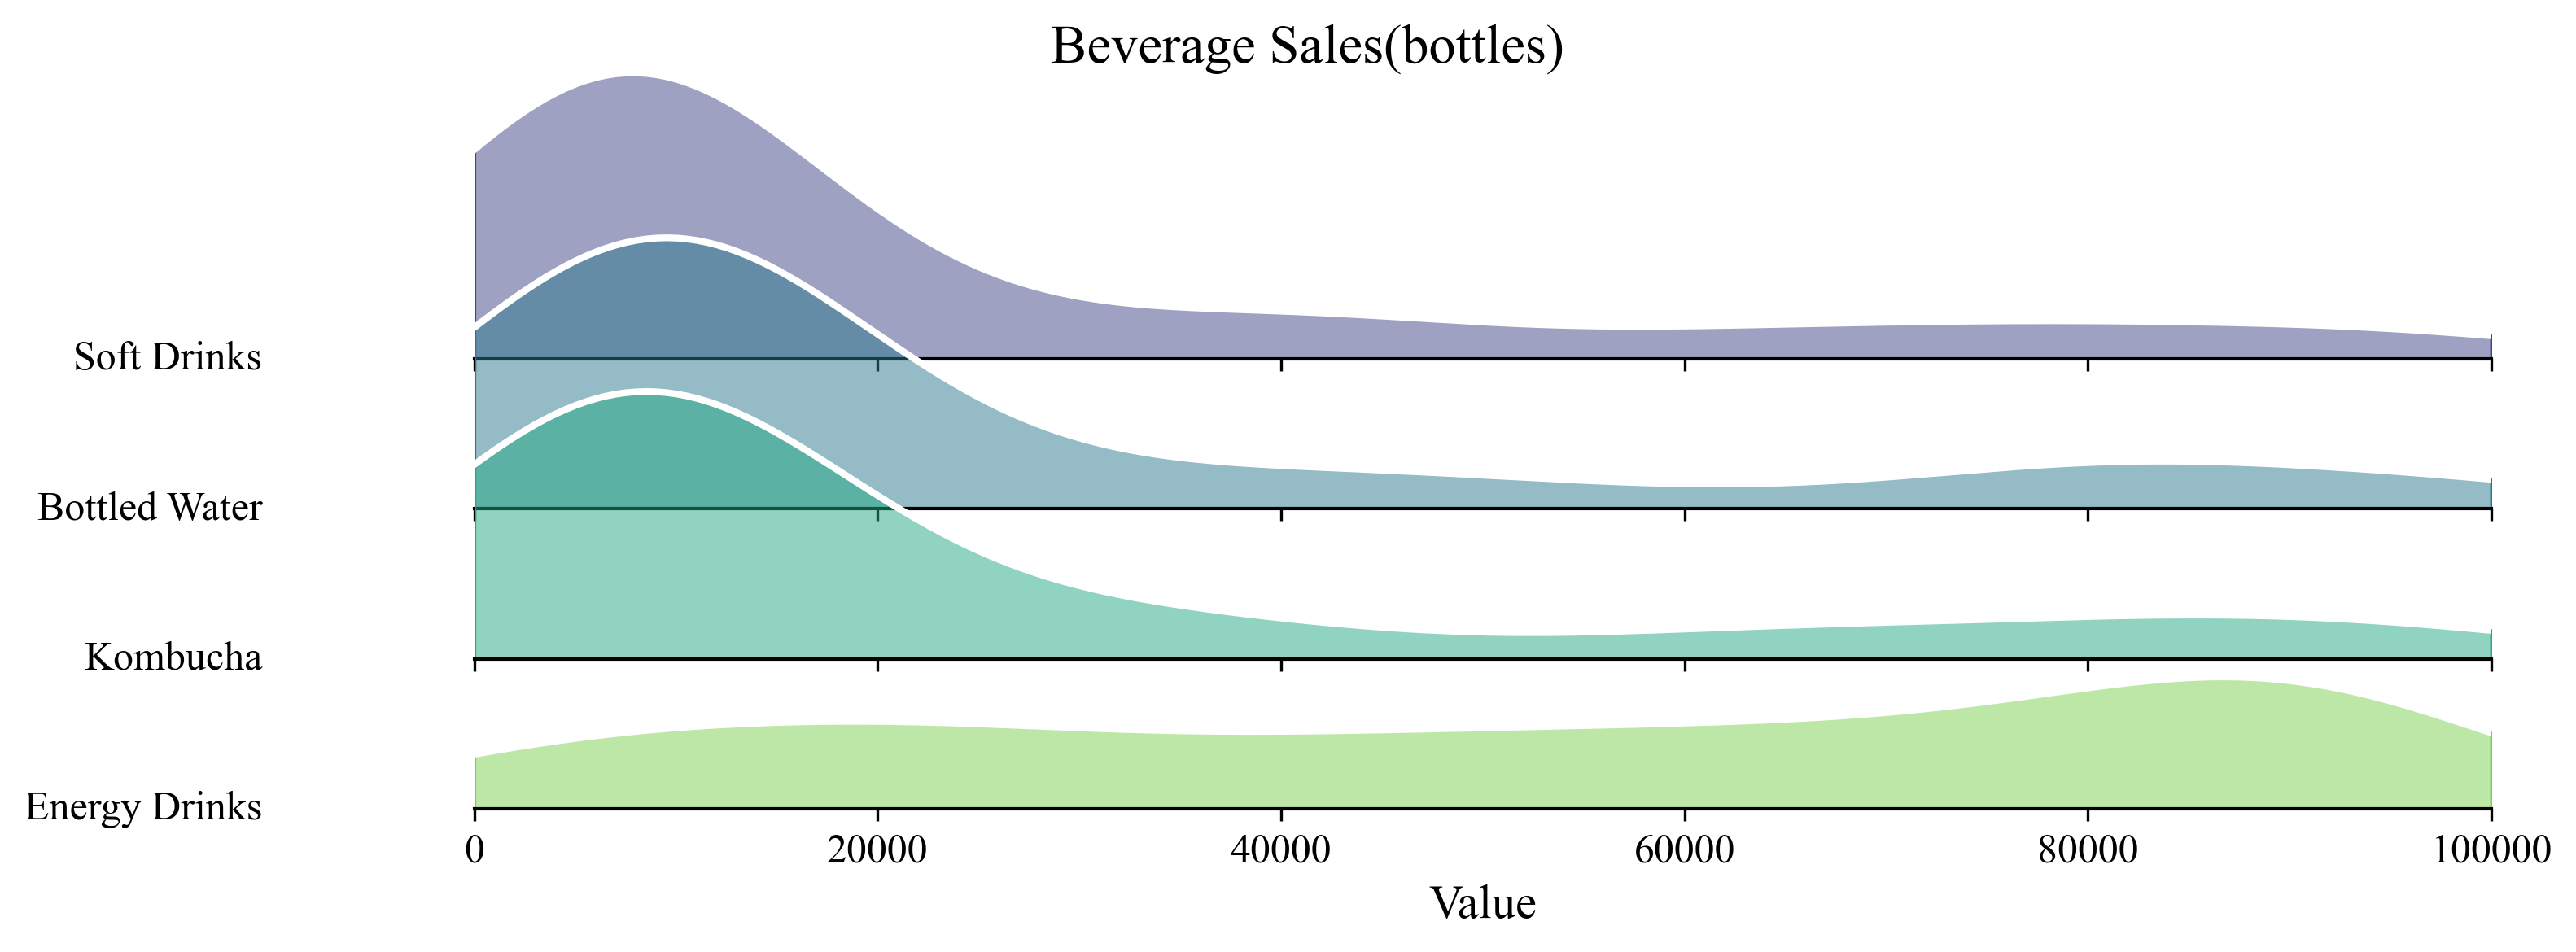 Beverage Sales(bottles)
Soft Drinks
Bottled Water
Kombucha
Energy Drinks
0 20000 40000 60000 80000 100000
Value